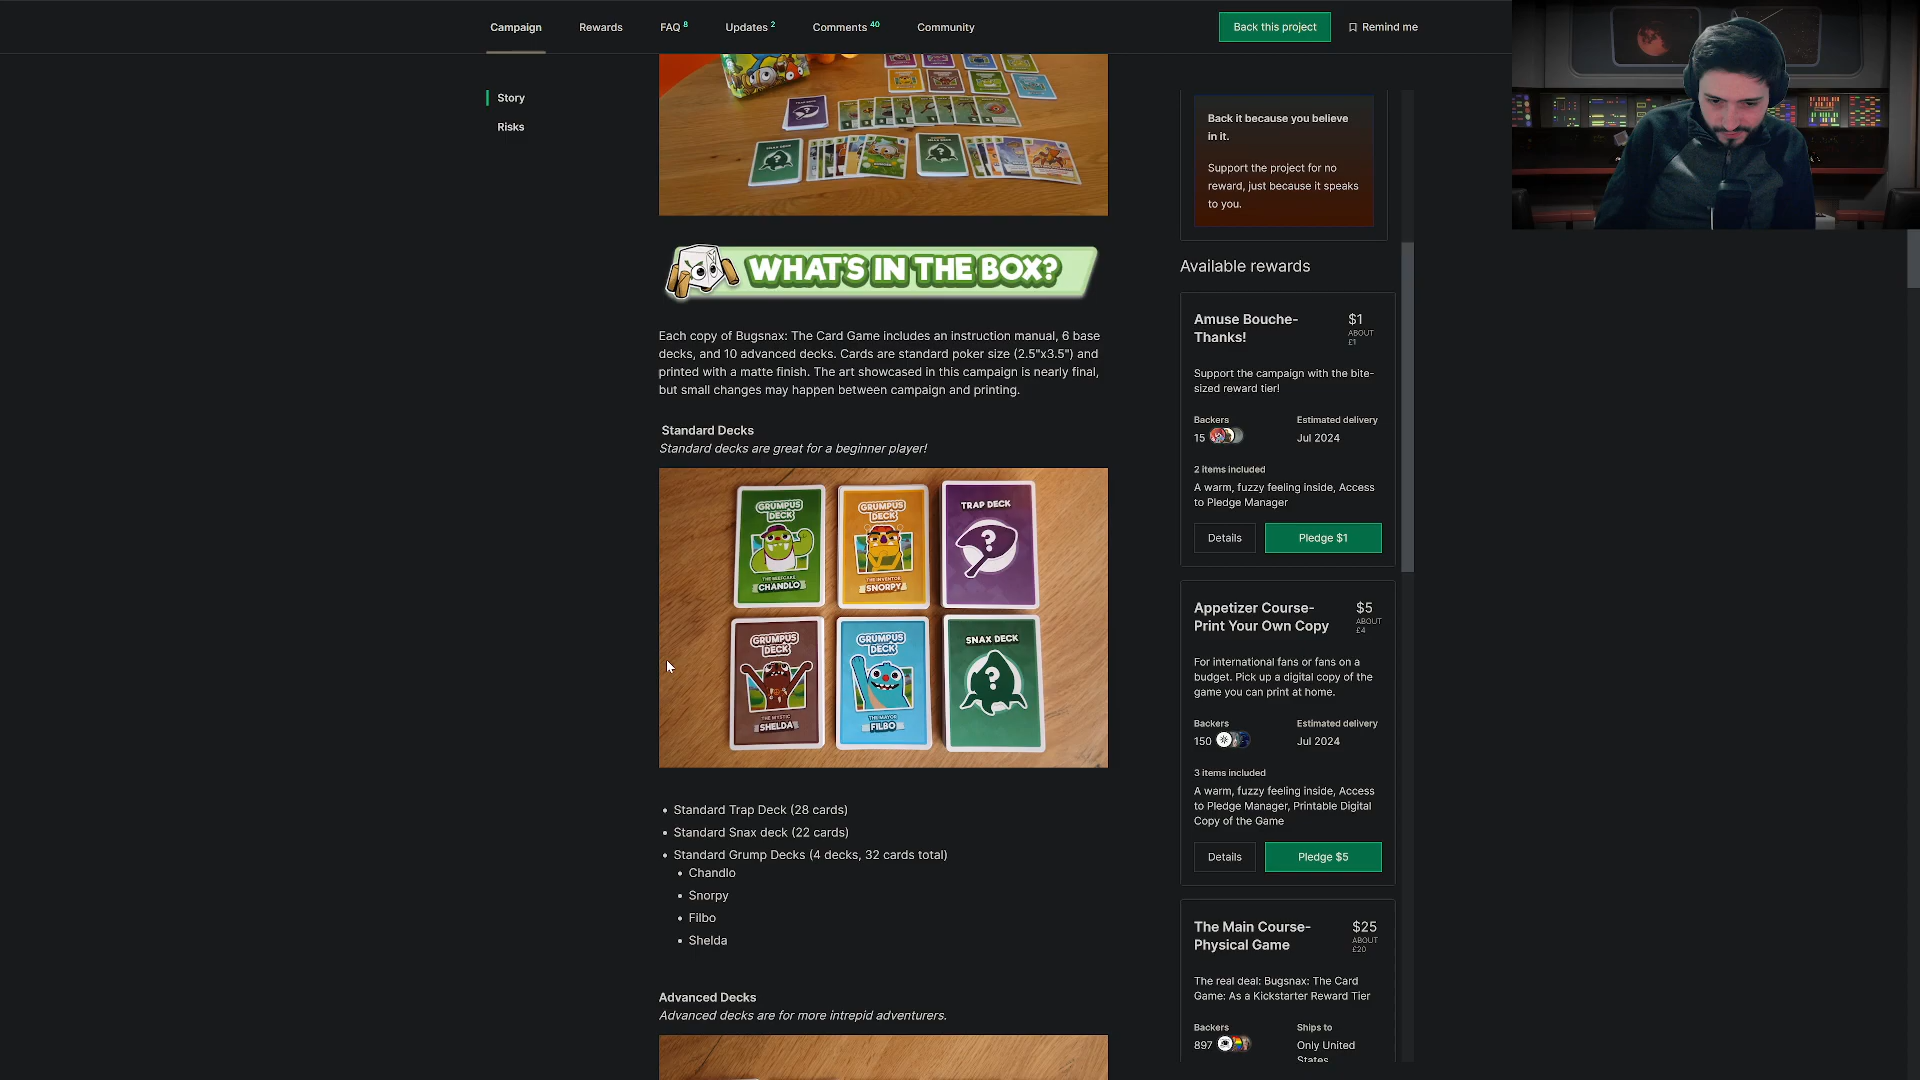 Campaign
Rewards
FAQ 8
Updates 2
Comments 40
Community
Back this project
Remind me
Story
Risks
WHAT'S IN THE BOX?
Each copy of Bugsnax: The Card Game includes an instruction manual, 6 base
decks, and 10 advanced decks. Cards are standard poker size (2.5"x3.5") and
printed with a matte finish. The art showcased in this campaign is nearly final,
but small changes may happen between campaign and printing.
Standard Decks
Standard decks are great for a beginner player!
GRUMPUS
DECK
THE BEEFCAKE
CHANDLO
GRUMPUS
DECK
THE INVENTOR
SNORPY
TRAP DECK
?
GRUMPUS
DECK
THE MYSTIC
SHELDA
GRUMPUS
DECK
THE MAYOR
FILBO
SNAX DECK
?
Standard Trap Deck (28 cards)
Standard Snax deck (22 cards)
Standard Grump Decks (4 decks, 32 cards total)
Chandlo
Snorpy
Filbo
Shelda
Advanced Decks
Advanced decks are for more intrepid adventurers.
Back it because you believe
in it.
Support the project for no
reward, just because it speaks
to you.
Available rewards
Amuse Bouche-
Thanks!
$1
ABOUT
£1
Support the campaign with the bite-
sized reward tier!
Backers
15
Estimated delivery
Jul 2024
2 items included
A warm, fuzzy feeling inside, Access
to Pledge Manager
Details
Pledge $1
Appetizer Course-
Print Your Own Copy
$5
ABOUT
£4
For international fans or fans on a
budget. Pick up a digital copy of the
game you can print at home.
Backers
150
Estimated delivery
Jul 2024
3 items included
A warm, fuzzy feeling inside, Access
to Pledge Manager, Printable Digital
Copy of the Game
Details
Pledge $5
The Main Course-
Physical Game
$25
ABOUT
£20
The real deal: Bugsnax: The Card
Game: As a Kickstarter Reward Tier
Backers
897
Ships to
Only United
States